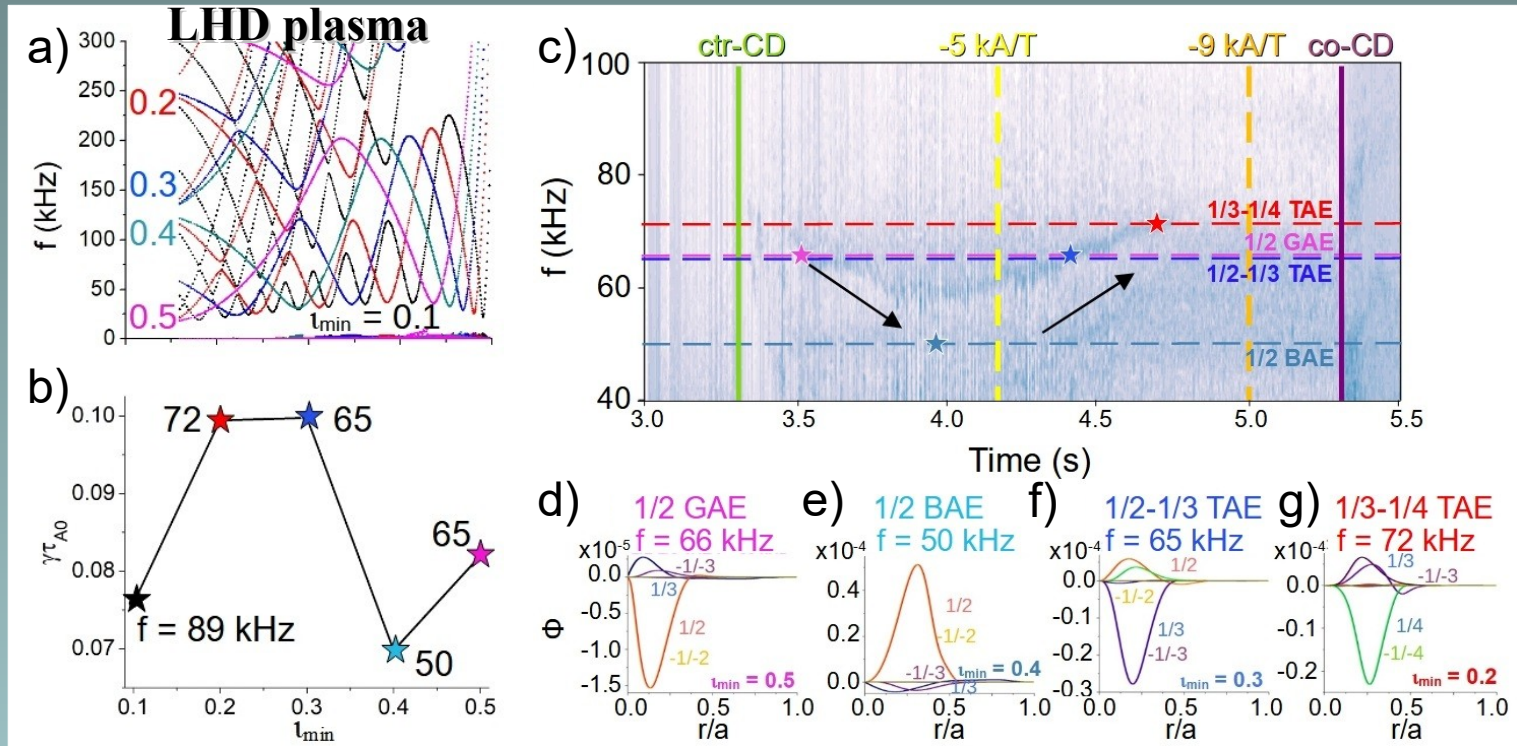 LHD plasma
a)
f (kHz)
300
250
200
150
100
50
0
0.2
0.3
0.4
0.5
ιmin = 0.1
b)
γτA0
0.10
0.09
0.08
0.07
72
65
65
50
f = 89 kHz
0.1 0.2 0.3 0.4 0.5
ιmin
c)
ctr-CD -5 kA/T -9 kA/T co-CD
f (kHz)
100
80
60
40
1/3-1/4 TAE
1/2 GAE
1/2-1/3 TAE
1/2 BAE
3.0 3.5 4.0 4.5 5.0 5.5
Time (s)
d) 1/2 GAE
f = 66 kHz
x10-5
Φ
0.0
-0.5
-1.0
-1.5
-1/-3
1/3
1/2
-1/-2
ιmin = 0.5
0.0 0.5 1.0
r/a
e) 1/2 BAE
f = 50 kHz
x10-4
0.4
0.2
0.0
1/2
-1/-2
-1/-3
1/3
ιmin = 0.4
0.0 0.5 1.0
r/a
f) 1/2-1/3 TAE
f = 65 kHz
x10-4
0.0
-0.1
-0.2
-0.3
1/2
-1/-2
1/3
-1/-3
ιmin = 0.3
0.0 0.5 1.0
r/a
g) 1/3-1/4 TAE
f = 72 kHz
x10-4
0.0
-0.1
-0.2
1/3
-1/-3
1/4
-1/-4
ιmin = 0.2
0.0 0.5 1.0
r/a